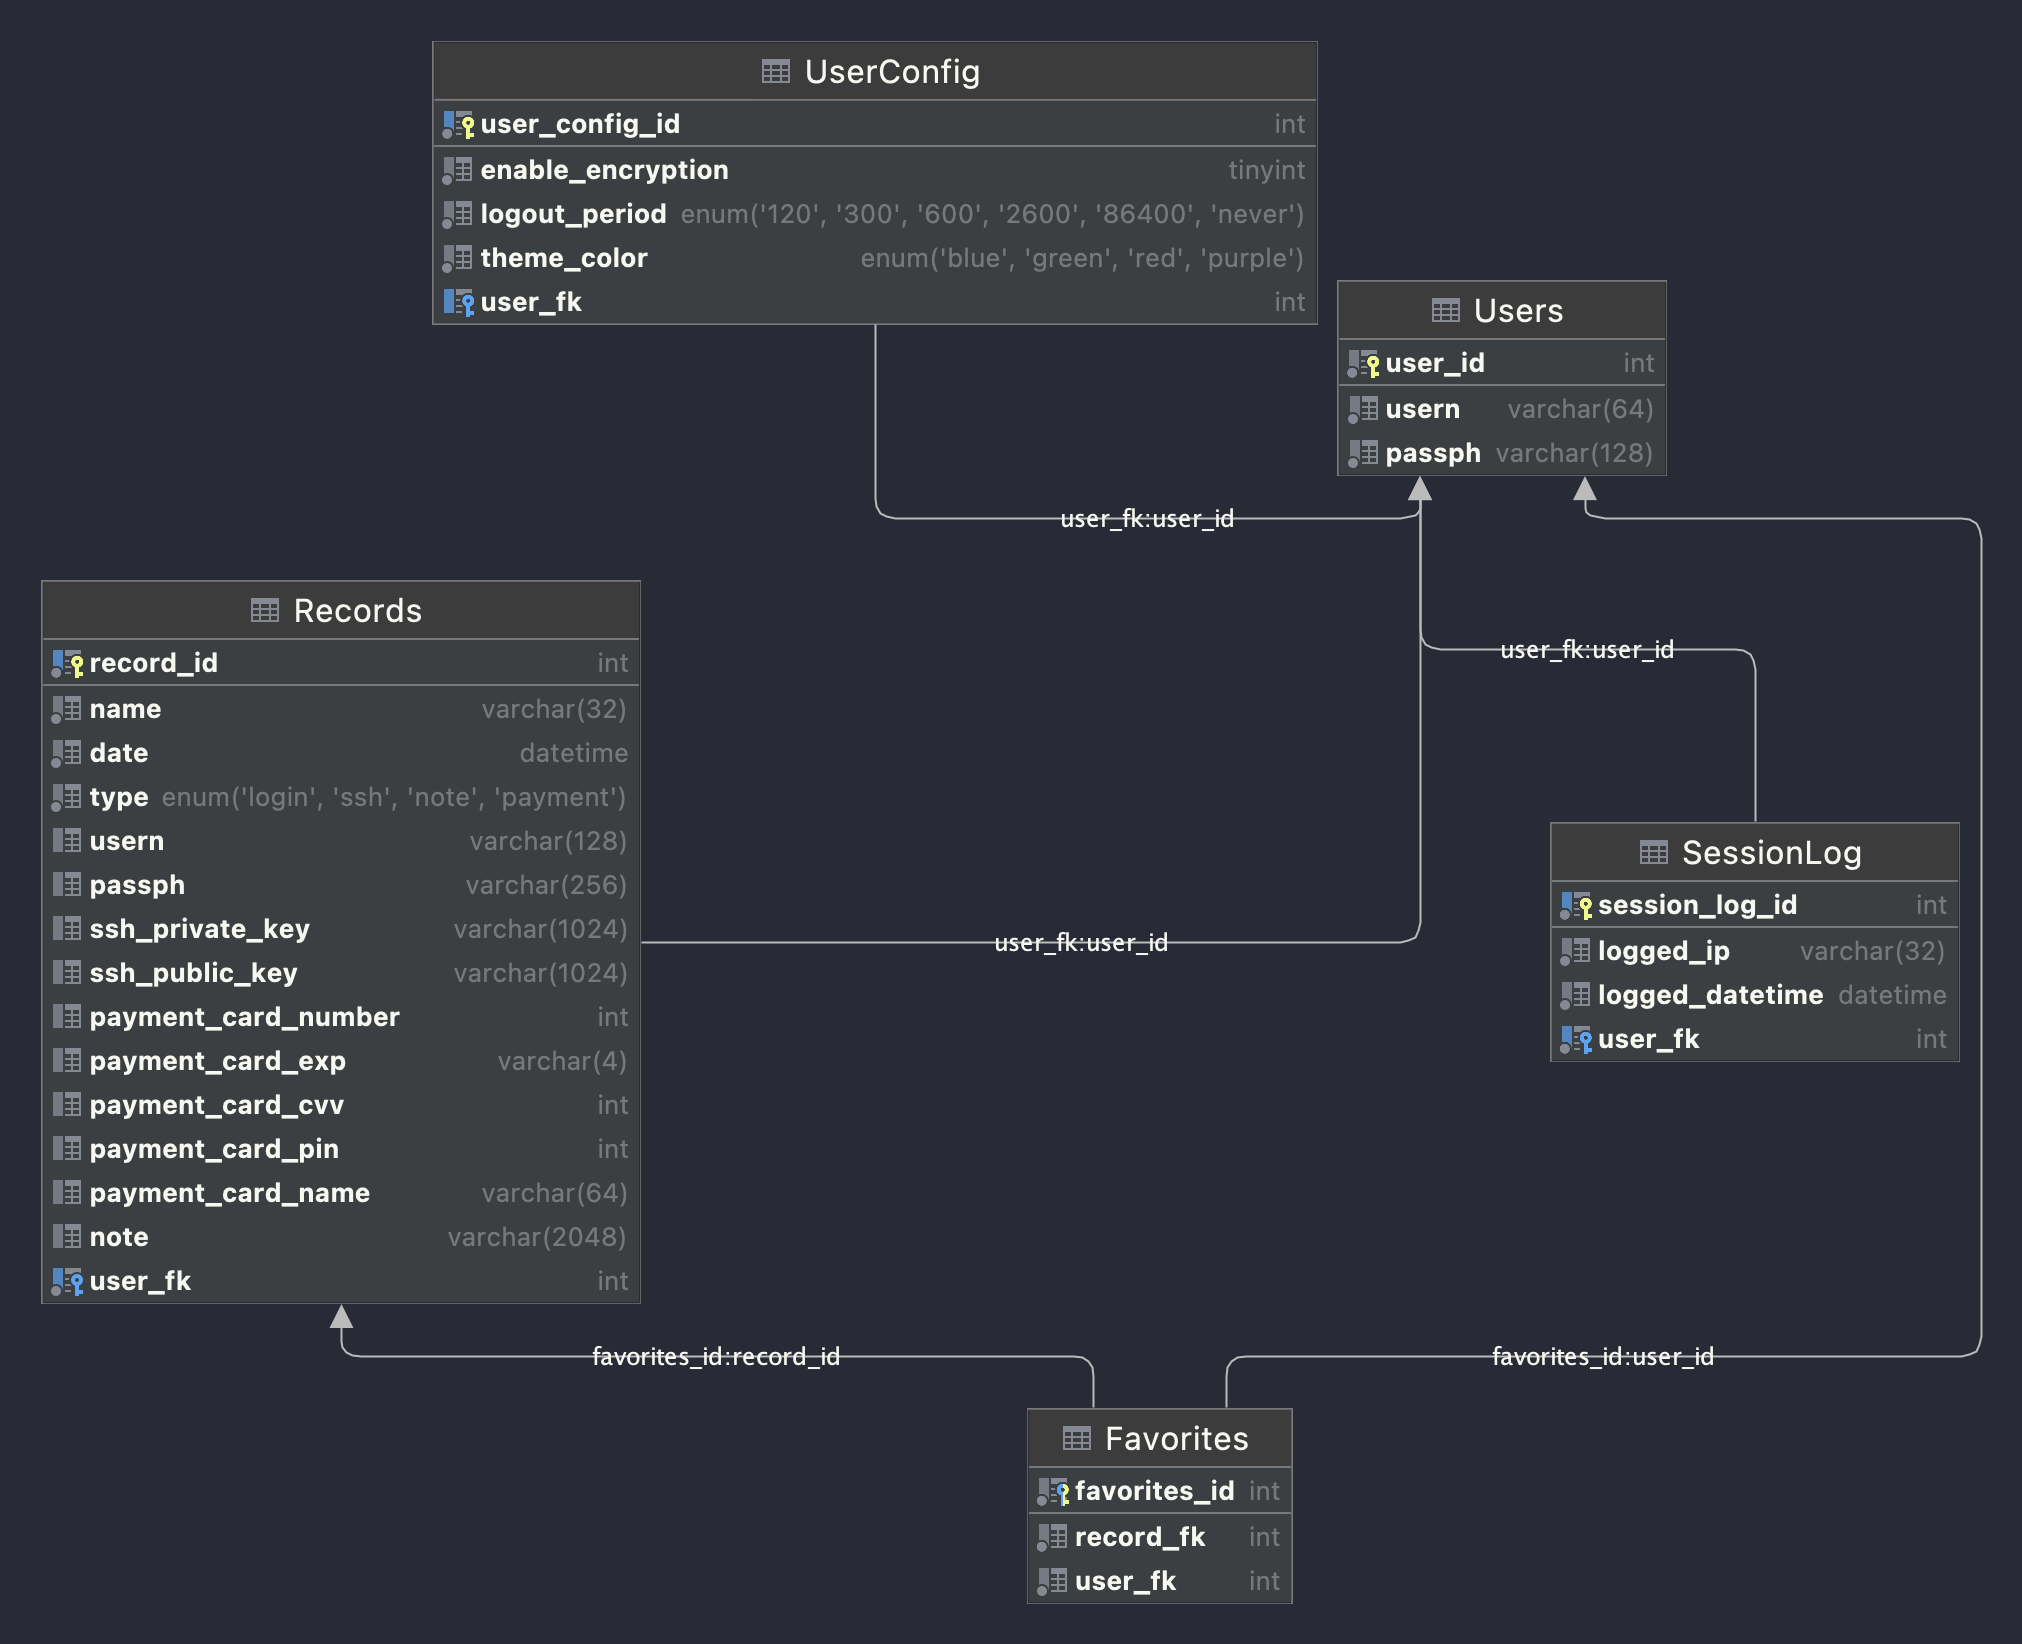 UserConfig
user_config_id int
enable_encryption tinyint
logout_period enum('120', '300', '600', '2600', '86400', 'never')
theme_color enum('blue', 'green', 'red', 'purple')
user_fk int
Users
user_id int
usern varchar(64)
passph varchar(128)
user_fk:user_id
user_fk:user_id
Records
record_id int
name varchar(32)
date datetime
type enum('login', 'ssh', 'note', 'payment')
usern varchar(128)
passph varchar(256)
ssh_private_key varchar(1024)
ssh_public_key varchar(1024)
payment_card_number int
payment_card_exp varchar(4)
payment_card_cvv int
payment_card_pin int
payment_card_name varchar(64)
note varchar(2048)
user_fk int
user_fk:user_id
SessionLog
session_log_id int
logged_ip varchar(32)
logged_datetime datetime
user_fk int
favorites_id:record_id
favorites_id:user_id
Favorites
favorites_id int
record_fk int
user_fk int